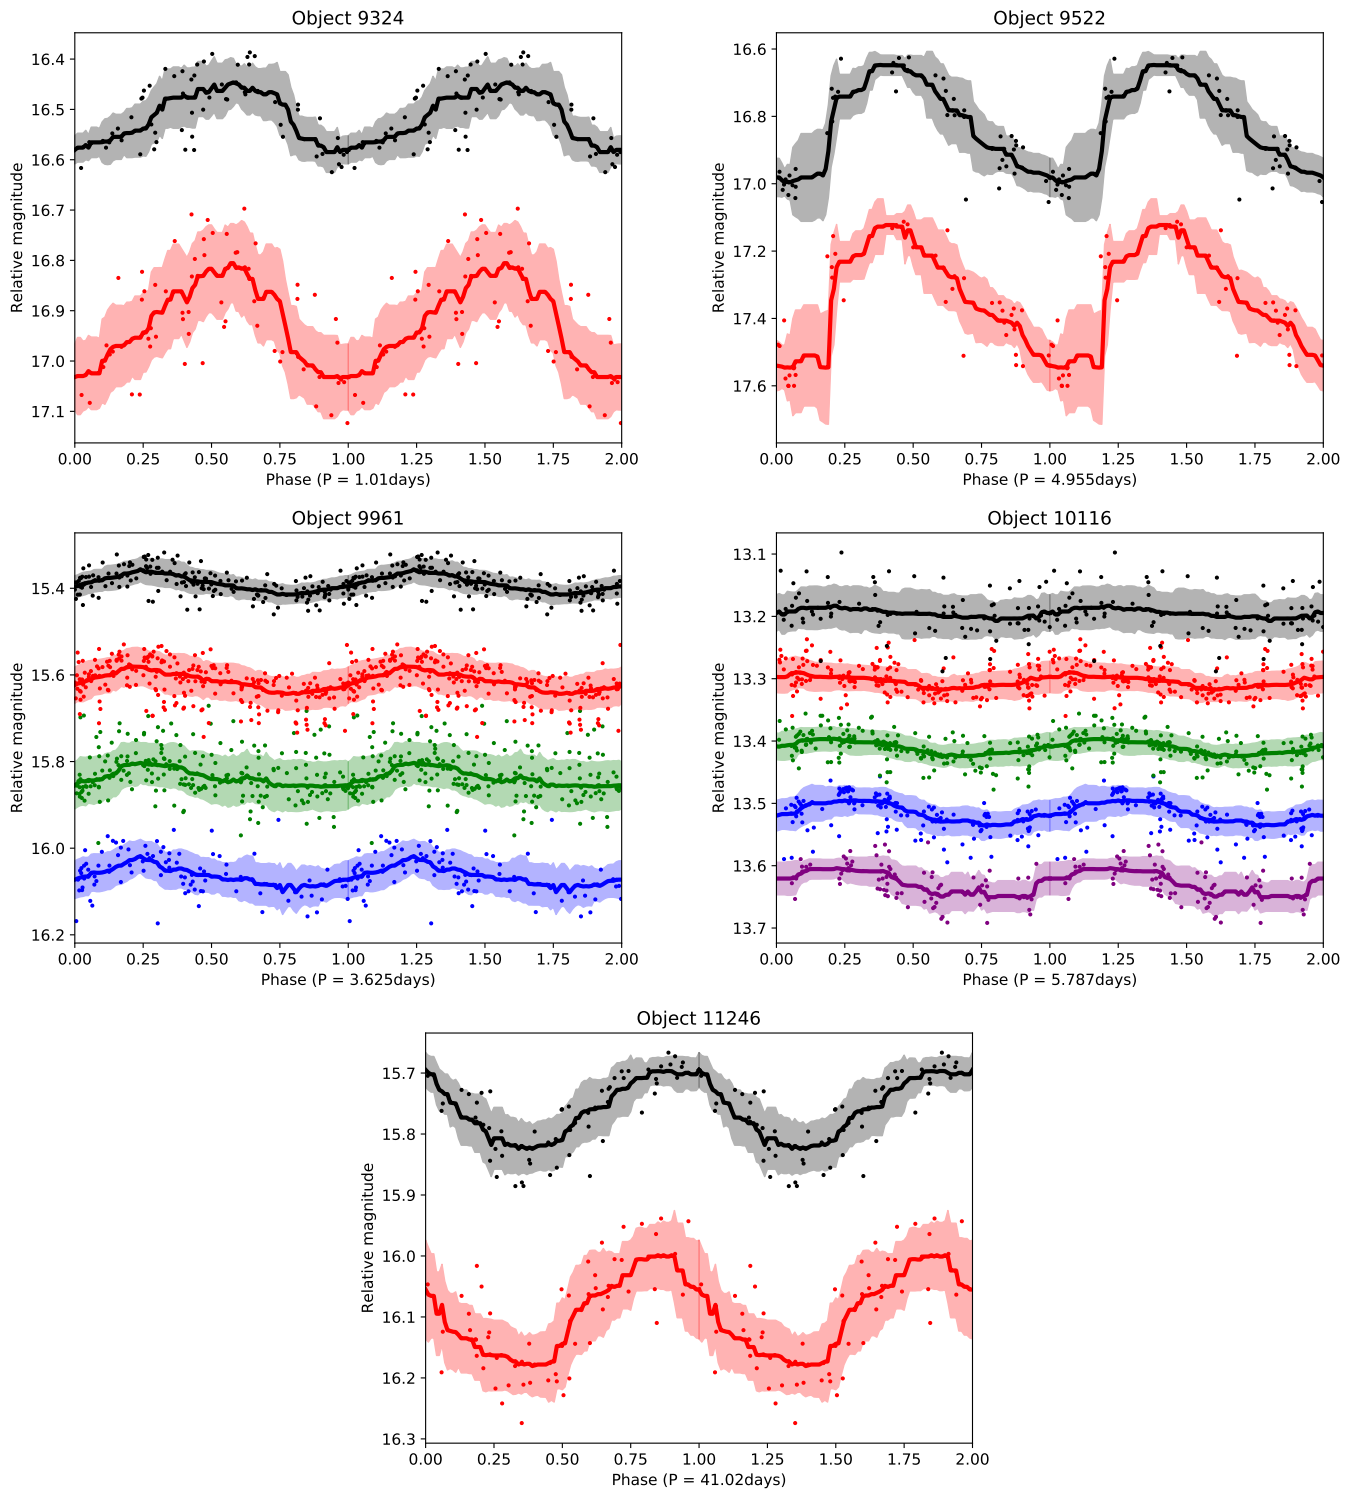 Object 9324
16.4
16.5
16.6
16.7
16.8
16.9
17.0
17.1
Relative magnitude
0.00 0.25 0.50 0.75 1.00 1.25 1.50 1.75 2.00
Phase (P = 1.01days)
Object 9522
16.6
16.8
17.0
17.2
17.4
17.6
Relative magnitude
0.00 0.25 0.50 0.75 1.00 1.25 1.50 1.75 2.00
Phase (P = 4.955days)
Object 9961
15.4
15.6
15.8
16.0
16.2
Relative magnitude
0.00 0.25 0.50 0.75 1.00 1.25 1.50 1.75 2.00
Phase (P = 3.625days)
Object 10116
13.1
13.2
13.3
13.4
13.5
13.6
13.7
Relative magnitude
0.00 0.25 0.50 0.75 1.00 1.25 1.50 1.75 2.00
Phase (P = 5.787days)
Object 11246
15.7
15.8
15.9
16.0
16.1
16.2
16.3
Relative magnitude
0.00 0.25 0.50 0.75 1.00 1.25 1.50 1.75 2.00
Phase (P = 41.02days)